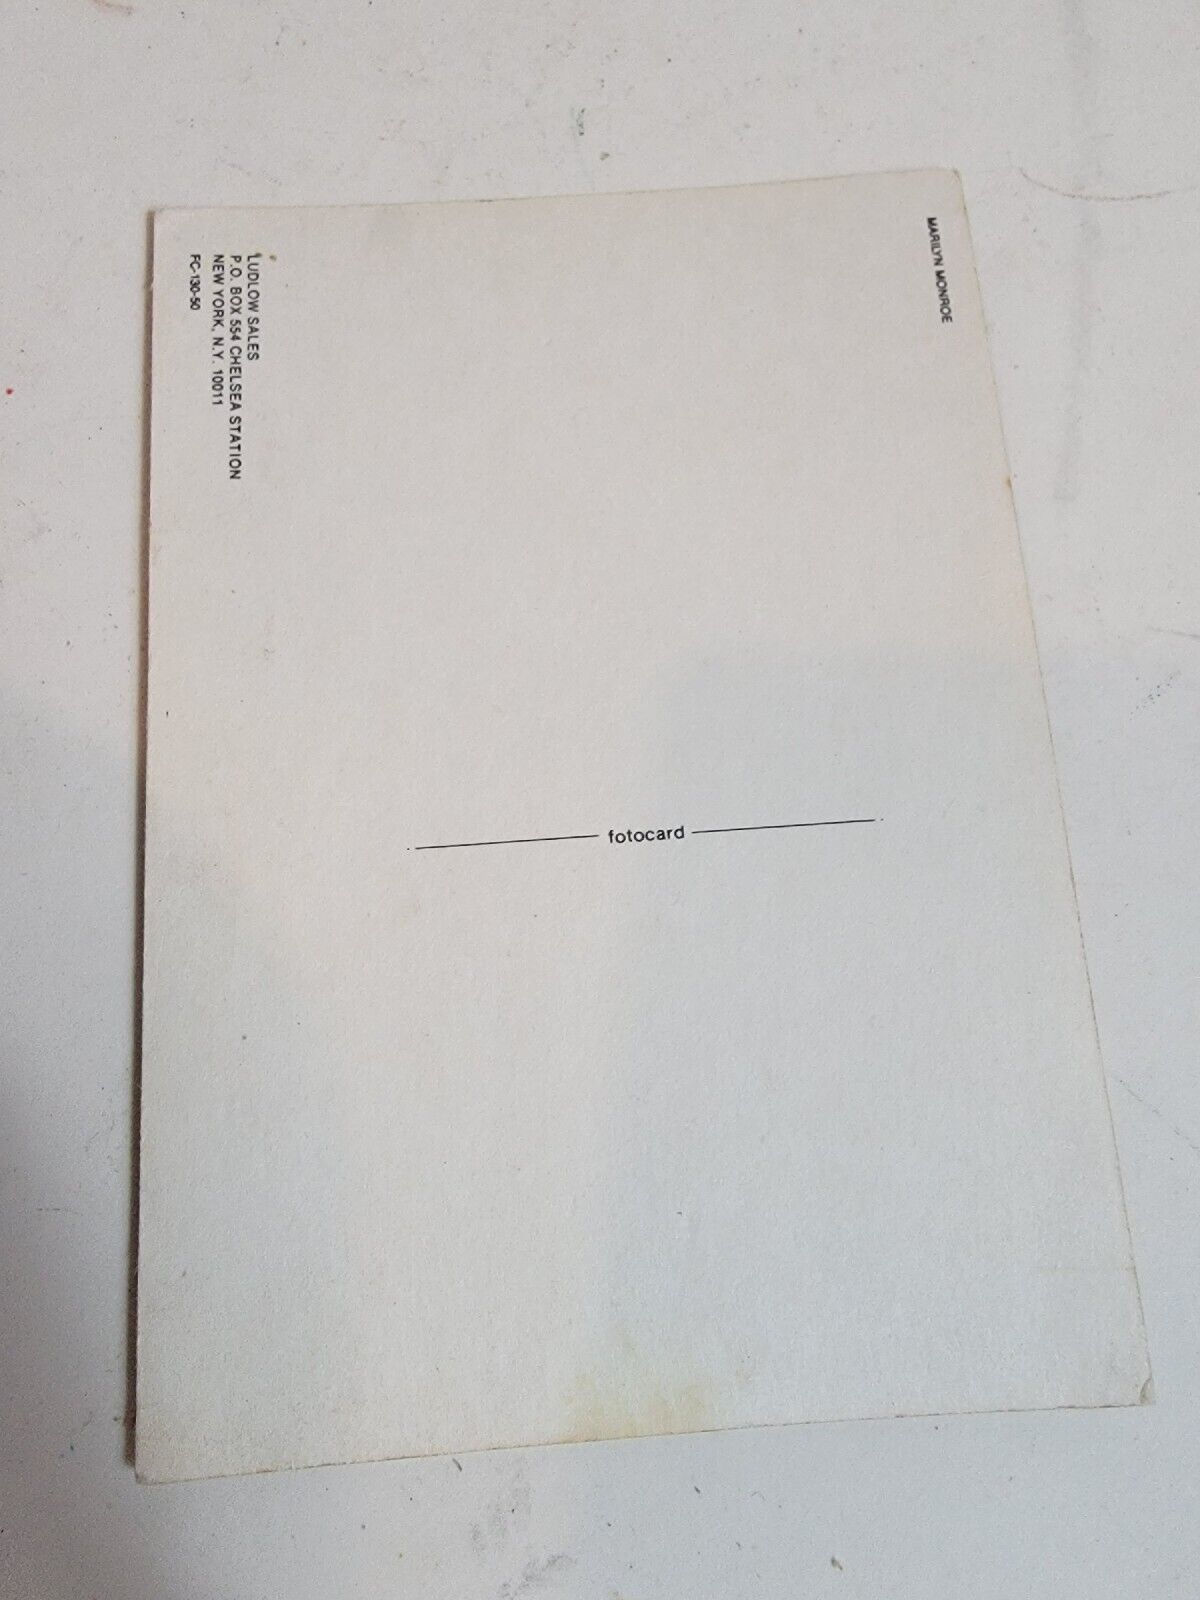 MARILYN MONROE
LUDLOW SALES
P.O. BOX 554 CHELSEA STATION
NEW YORK, N.Y. 10011
FC-130-50
fotocard